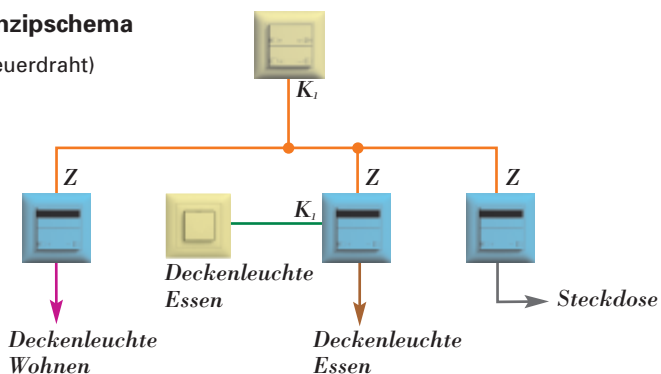 nzipschema
euerdraht)
K₁
Z
Z
Z
K₁
Deckenleuchte
Essen
Steckdose
Deckenleuchte
Wohnen
Deckenleuchte
Essen